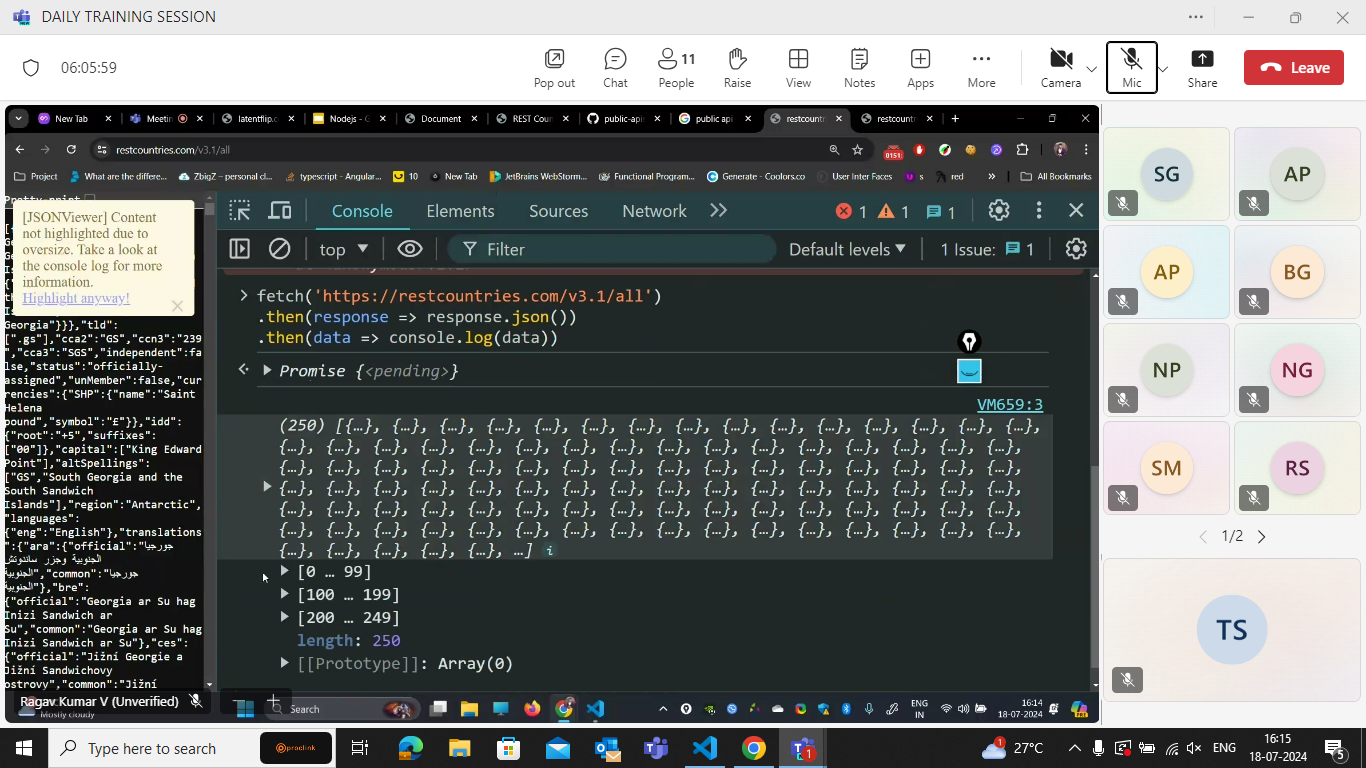 DAILY TRAINING SESSION
06:05:59
Pop out
Chat
11
People
Raise
View
Notes
Apps
More
Camera
Mic
Share
Leave
New Tab
Meetin
latentflip.c
Nodejs - G
Document
REST Coun
public-api
public api
restcountr
restcountr
restcountries.com/v3.1/all
0151
Project
What are the differe...
ZbigZ – personal cl...
typescript - Angular...
10
New Tab
JetBrains WebStorm...
Functional Program...
Generate - Coolors.co
User Inter Faces
s
red
»
All Bookmarks
[JSONViewer] Content
not highlighted due to
oversize. Take a look at
the console log for more
information.
Highlight anyway!
Georgia"}}},"tld":
[".gs"],"cca2":"GS","ccn3":"239
","cca3":"SGS","independent":fa
lse,"status":"officially-
assigned","unMember":false,"cur
rencies":{"SHP":{"name":"Saint
Helena
pound","symbol":"£"}},"idd":
{"root":"+5","suffixes":
["00"]},"capital":["King Edward
Point"],"altSpellings":
["GS","South Georgia and the
South Sandwich
Islands"],"region":"Antarctic",
"languages":
{"eng":"English"},"translations
":{"ara":{"official":"جورجيا
الجنوبية وجزر ساندوتش
الجنوبية","common":"جورجيا
الجنوبية"},"bre":
{"official":"Georgia ar Su hag
Inizi Sandwich ar
Su","common":"Georgia ar Su hag
Inizi Sandwich ar Su"},"ces":
{"official":"Jižní Georgie a
Jižní Sandwichovy
ostrovy","common":"Jižní
Console
Elements
Sources
Network
1
1
1
top
Filter
Default levels
1 Issue:
1
fetch('https://restcountries.com/v3.1/all')
.then(response => response.json())
.then(data => console.log(data))
Promise {<pending>}
VM659:3
(250) [{…}, {…}, {…}, {…}, {…}, {…}, {…}, {…}, {…}, {…}, {…}, {…}, {…}, {…}, {…},
{…}, {…}, {…}, {…}, {…}, {…}, {…}, {…}, {…}, {…}, {…}, {…}, {…}, {…}, {…}, {…},
{…}, {…}, {…}, {…}, {…}, {…}, {…}, {…}, {…}, {…}, {…}, {…}, {…}, {…}, {…}, {…},
{…}, {…}, {…}, {…}, {…}, {…}, {…}, {…}, {…}, {…}, {…}, {…}, {…}, {…}, {…}, {…},
{…}, {…}, {…}, {…}, {…}, {…}, {…}, {…}, {…}, {…}, {…}, {…}, {…}, {…}, {…}, {…},
{…}, {…}, {…}, {…}, {…}, {…}, {…}, {…}, {…}, {…}, {…}, {…}, {…}, {…}, {…}, {…},
{…}, {…}, {…}, {…}, {…}, …]
[0 … 99]
[100 … 199]
[200 … 249]
length: 250
[[Prototype]]: Array(0)
Ragav Kumar V (Unverified)
Mostly cloudy
Search
ENG
IN
16:14
18-07-2024
SG
AP
AP
BG
NP
NG
SM
RS
1/2
TS
Type here to search
proclink
1
1
27°C
ENG
16:15
18-07-2024
5